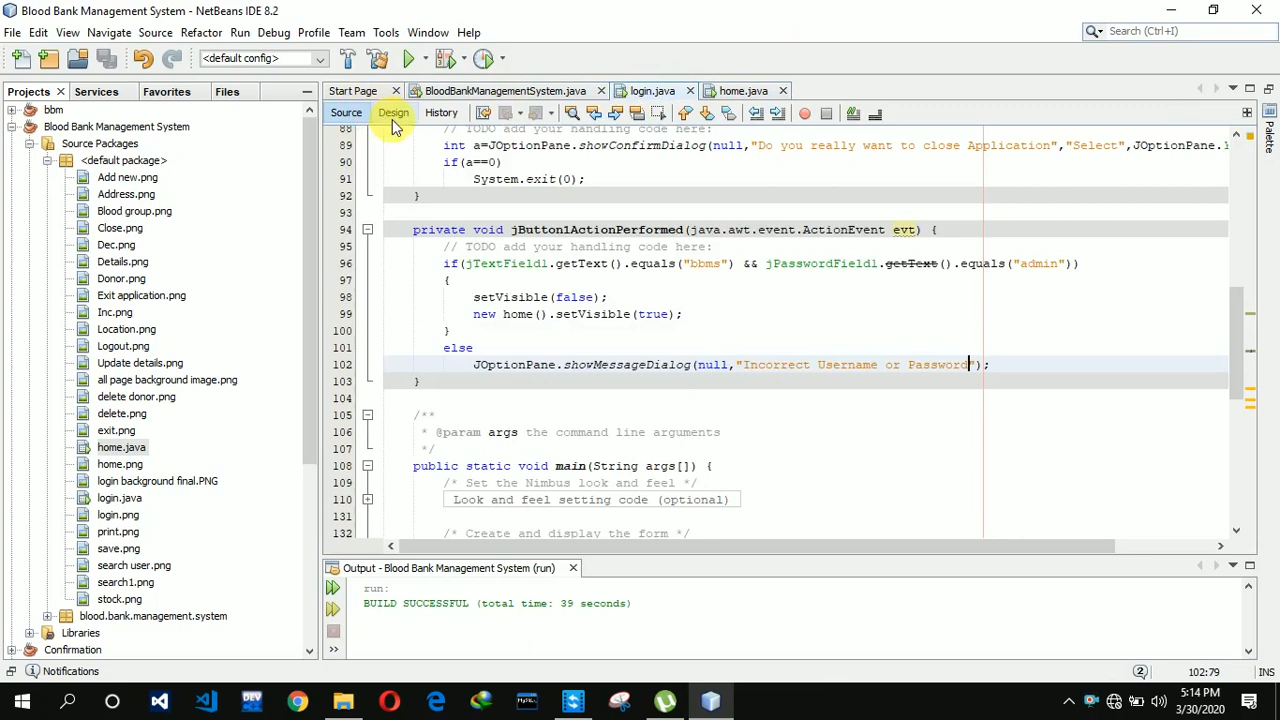 Blood Bank Management System - NetBeans IDE 8.2
File Edit View Navigate Source Refactor Run Debug Profile Team Tools Window Help
Search (Ctrl+I)
<default config>
Projects Services Favorites Files
Start Page BloodBankManagementSystem.java login.java home.java
Source Design History
Palette
bbm
Blood Bank Management System
Source Packages
<default package>
Add new.png
Address.png
Blood group.png
Close.png
Dec.png
Details.png
Donor.png
Exit application.png
Inc.png
Location.png
Logout.png
Update details.png
all page background image.png
delete donor.png
delete.png
exit.png
home.java
home.png
login background final.PNG
login.java
login.png
print.png
save.png
search user.png
search1.png
stock.png
blood.bank.management.system
Libraries
Confirmation
88 // TODO add your handling code here:
89 int a=JOptionPane.showConfirmDialog(null,"Do you really want to close Application","Select",JOptionPane.
90 if(a==0)
91 System.exit(0);
92 }
93
94 private void jButton1ActionPerformed(java.awt.event.ActionEvent evt) {
95 // TODO add your handling code here:
96 if(jTextField1.getText().equals("bbms") && jPasswordField1.getText().equals("admin"))
97 {
98 setVisible(false);
99 new home().setVisible(true);
100 }
101 else
102 JOptionPane.showMessageDialog(null,"Incorrect Username or Password");
103 }
104
105 /**
106 * @param args the command line arguments
107 */
108 public static void main(String args[]) {
109 /* Set the Nimbus look and feel */
110 Look and feel setting code (optional)
131
132 /* Create and display the form */
Output - Blood Bank Management System (run)
run:
BUILD SUCCESSFUL (total time: 39 seconds)
Notifications
102:79 INS
5:14 PM
3/30/2020